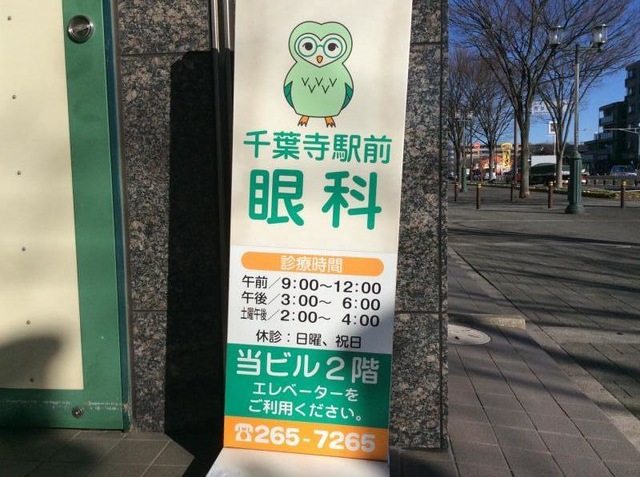 千葉寺駅前
眼科
診療時間
午前／9:00～12:00
午後／3:00～ 6:00
土曜午後／2:00～ 4:00
休診：日曜、祝日
当ビル2階
エレベーターを
ご利用ください。
☎265-7265